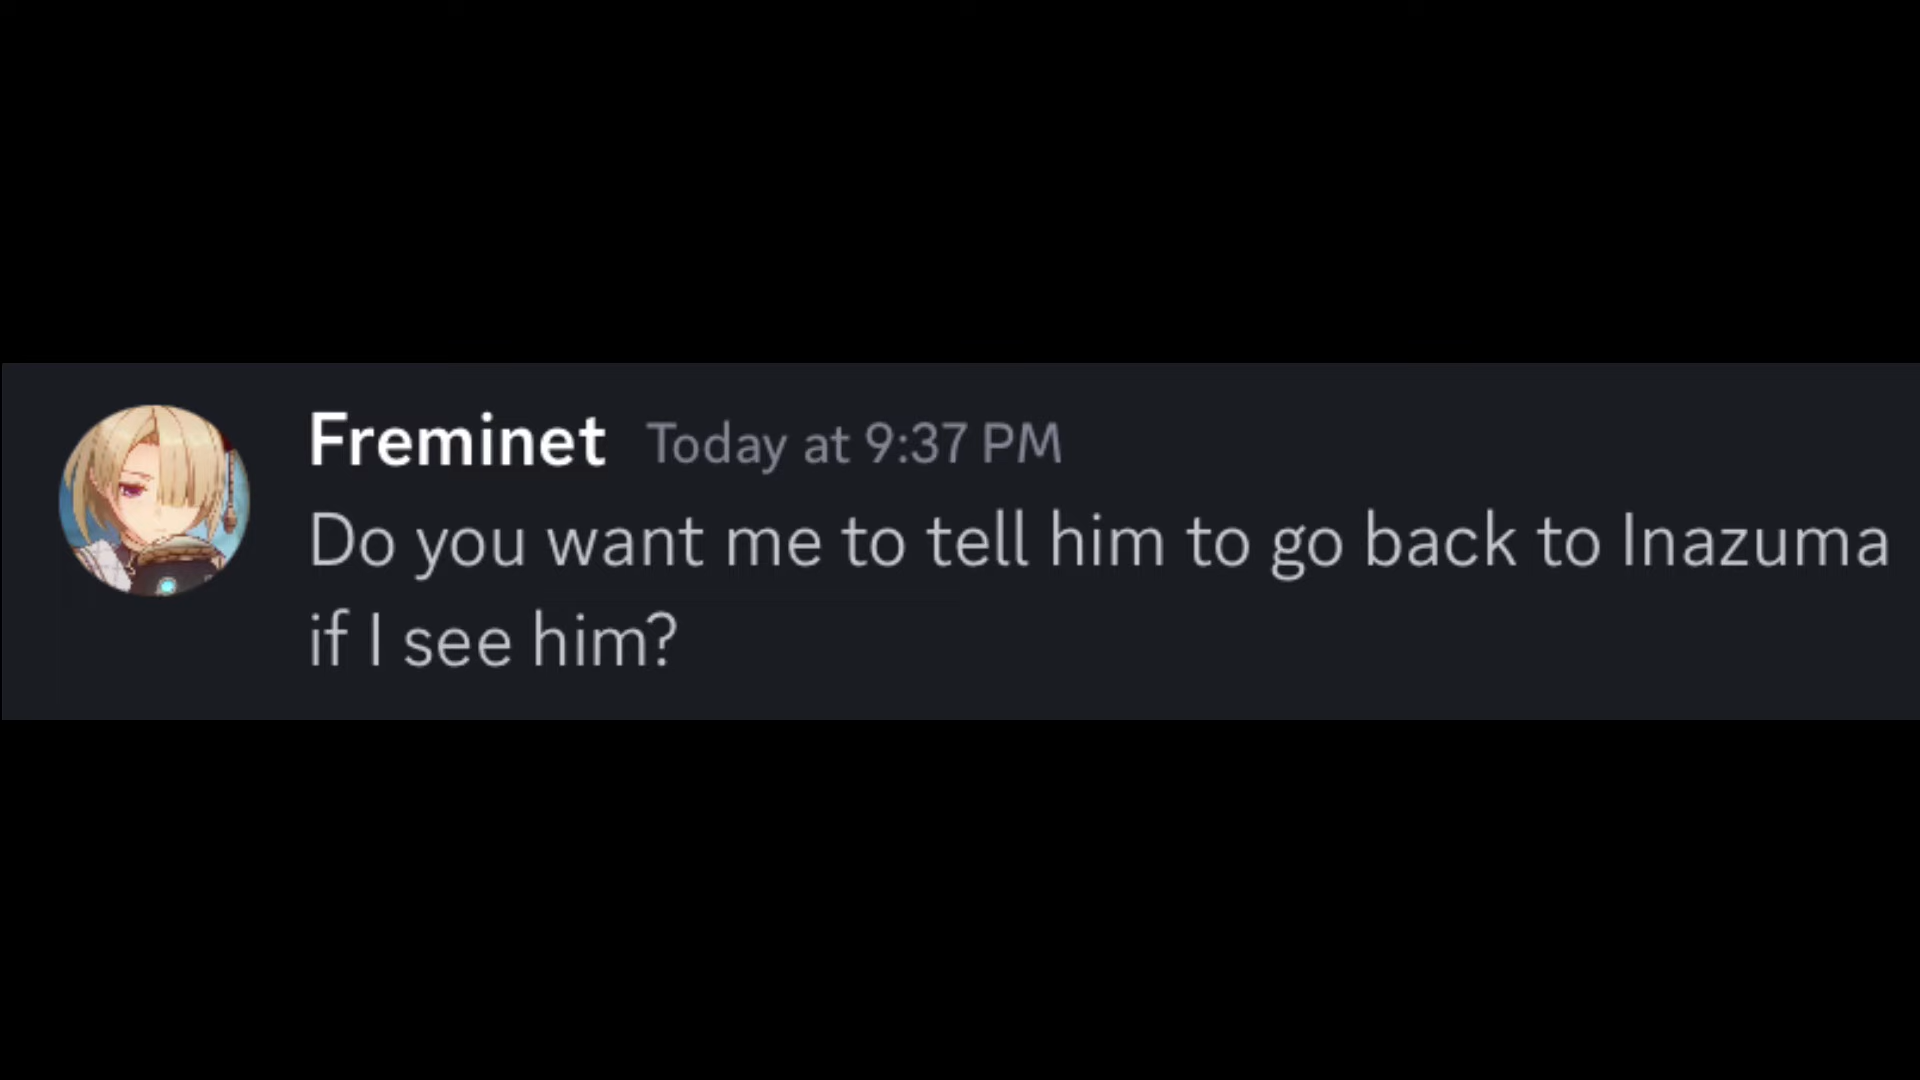 Freminet Today at 9:37 PM
Do you want me to tell him to go back to Inazuma
if I see him?